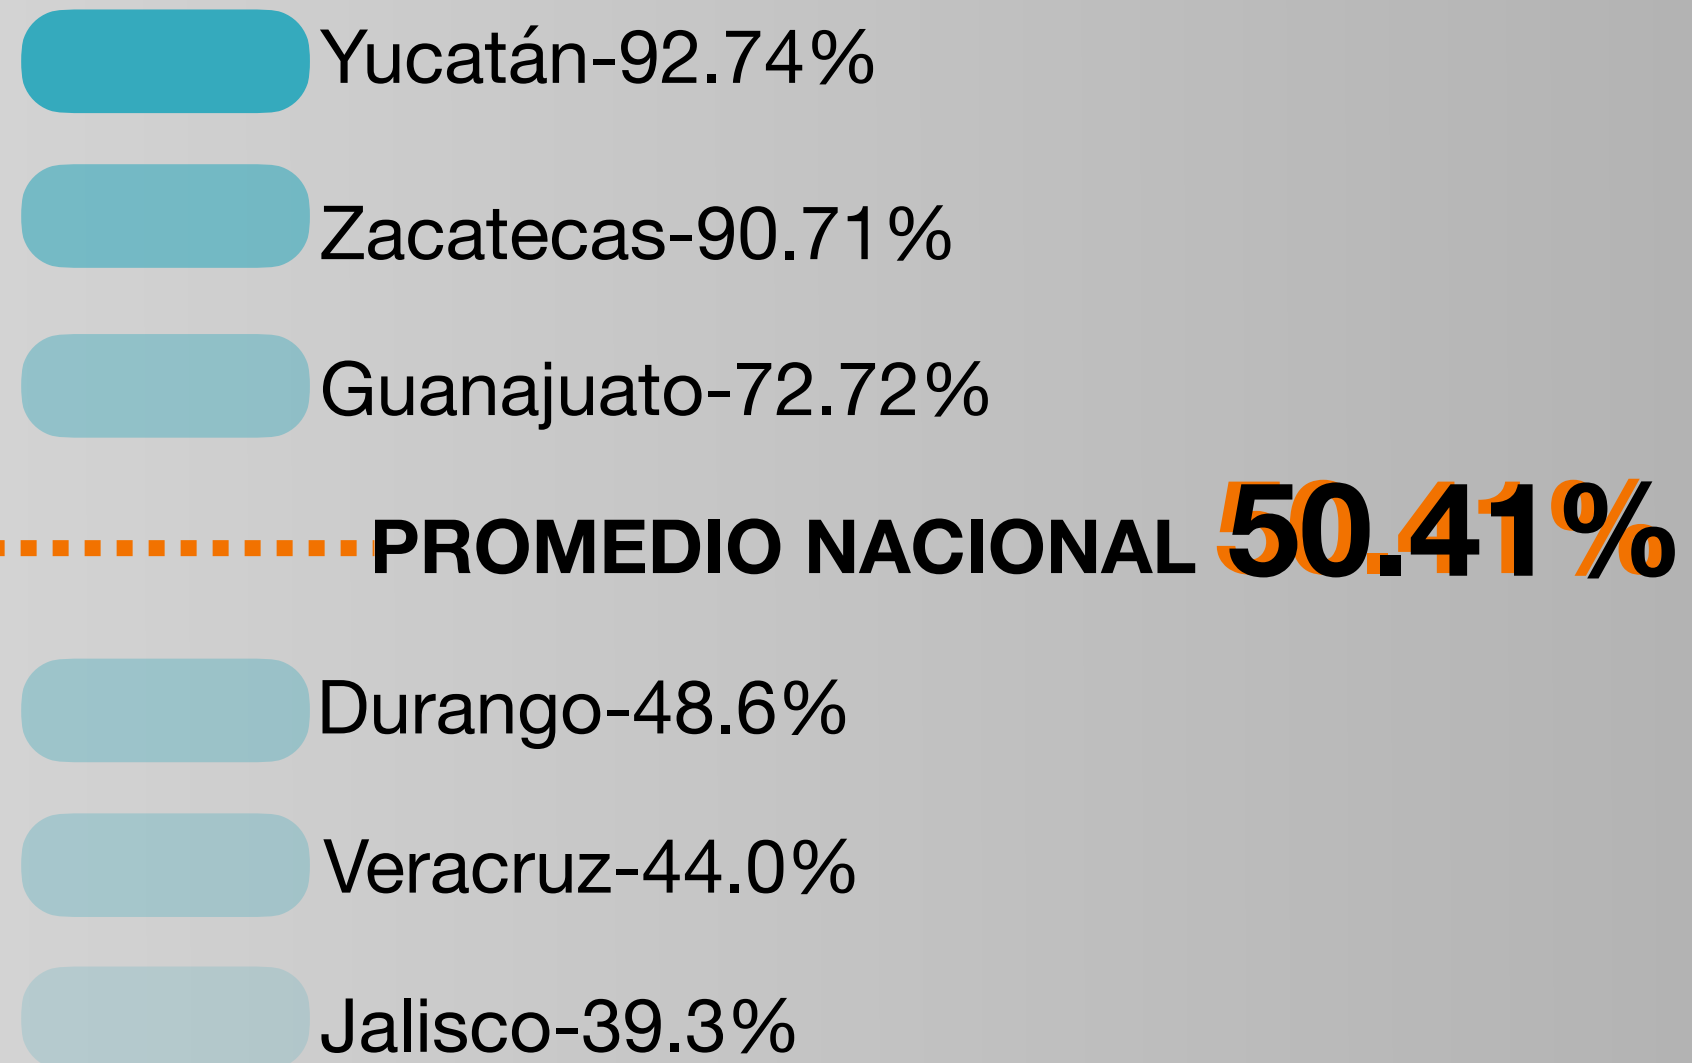 Yucatán-92.74%
Zacatecas-90.71%
Guanajuato-72.72%
PROMEDIO NACIONAL 50.41%
Durango-48.6%
Veracruz-44.0%
Jalisco-39.3%